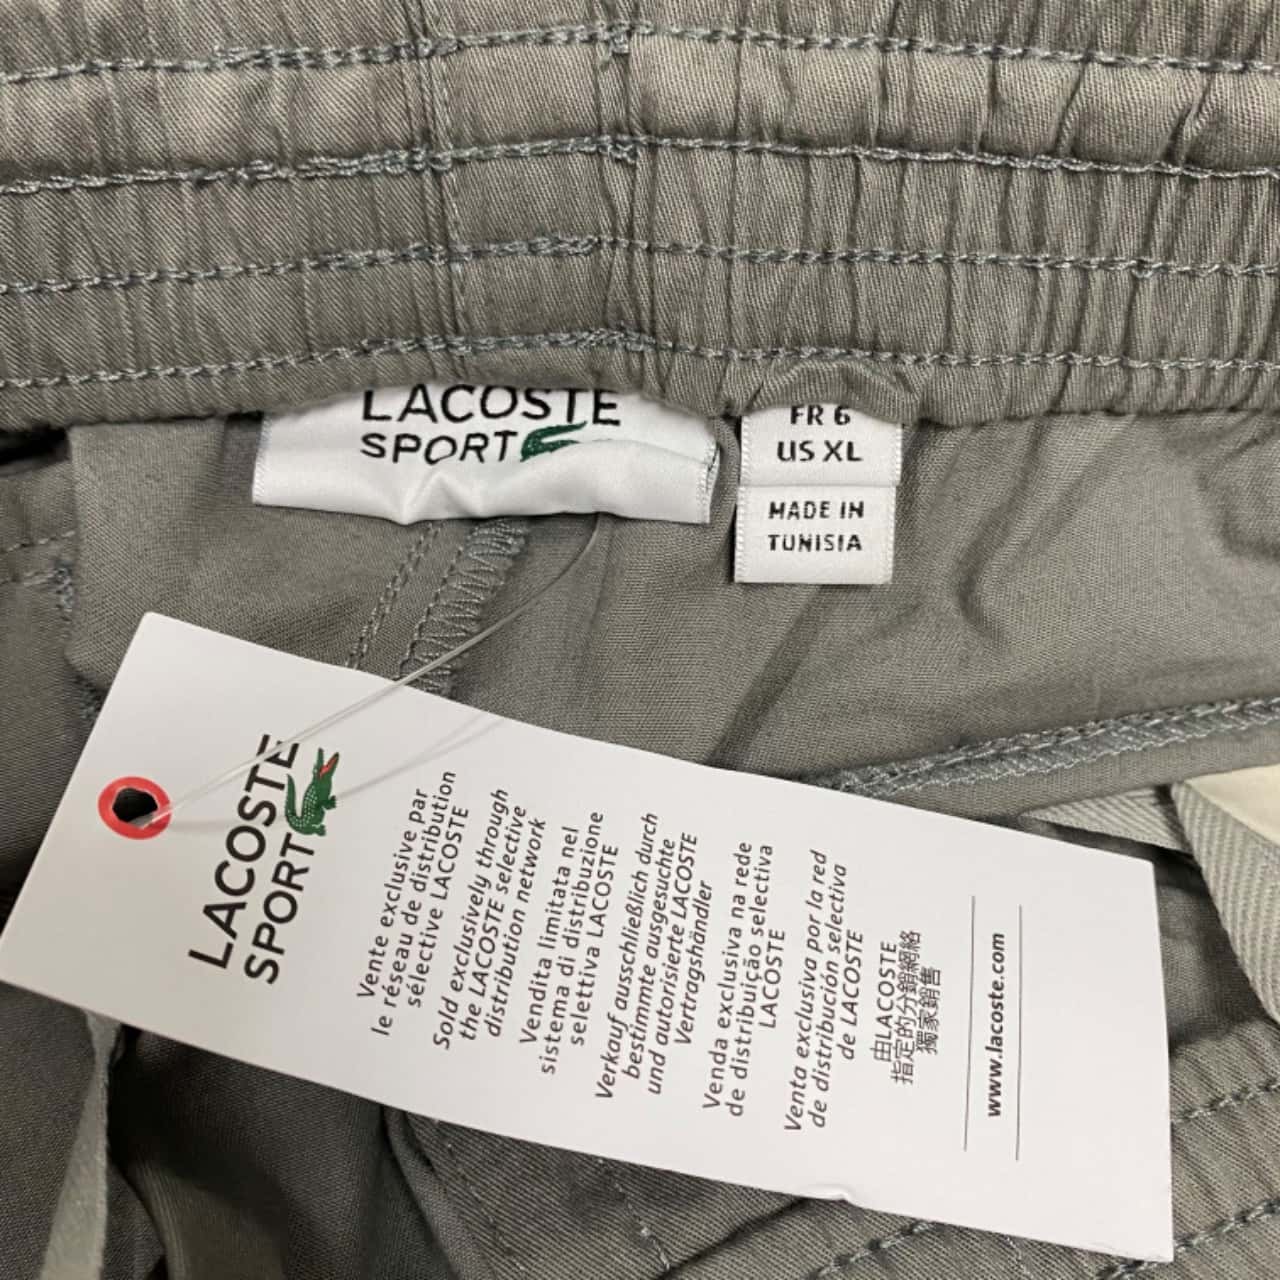 LACOSTE
SPORT
FR 6
US XL
MADE IN
TUNISIA
LACOSTE
SPORT
Vente exclusive par
le réseau de distribution
sélective LACOSTE
Sold exclusively through
the LACOSTE selective
distribution network
Vendita limitata nel
sistema di distribuzione
selettiva LACOSTE
Verkauf ausschließlich durch
bestimmte ausgesuchte
und autorisierte LACOSTE
Vertragshändler
Venda exclusiva na rede
de distribuição selectiva
LACOSTE
Venta exclusiva por la red
de distribución selectiva
de LACOSTE
由LACOSTE
指定的分銷網絡
獨家銷售
www.lacoste.com